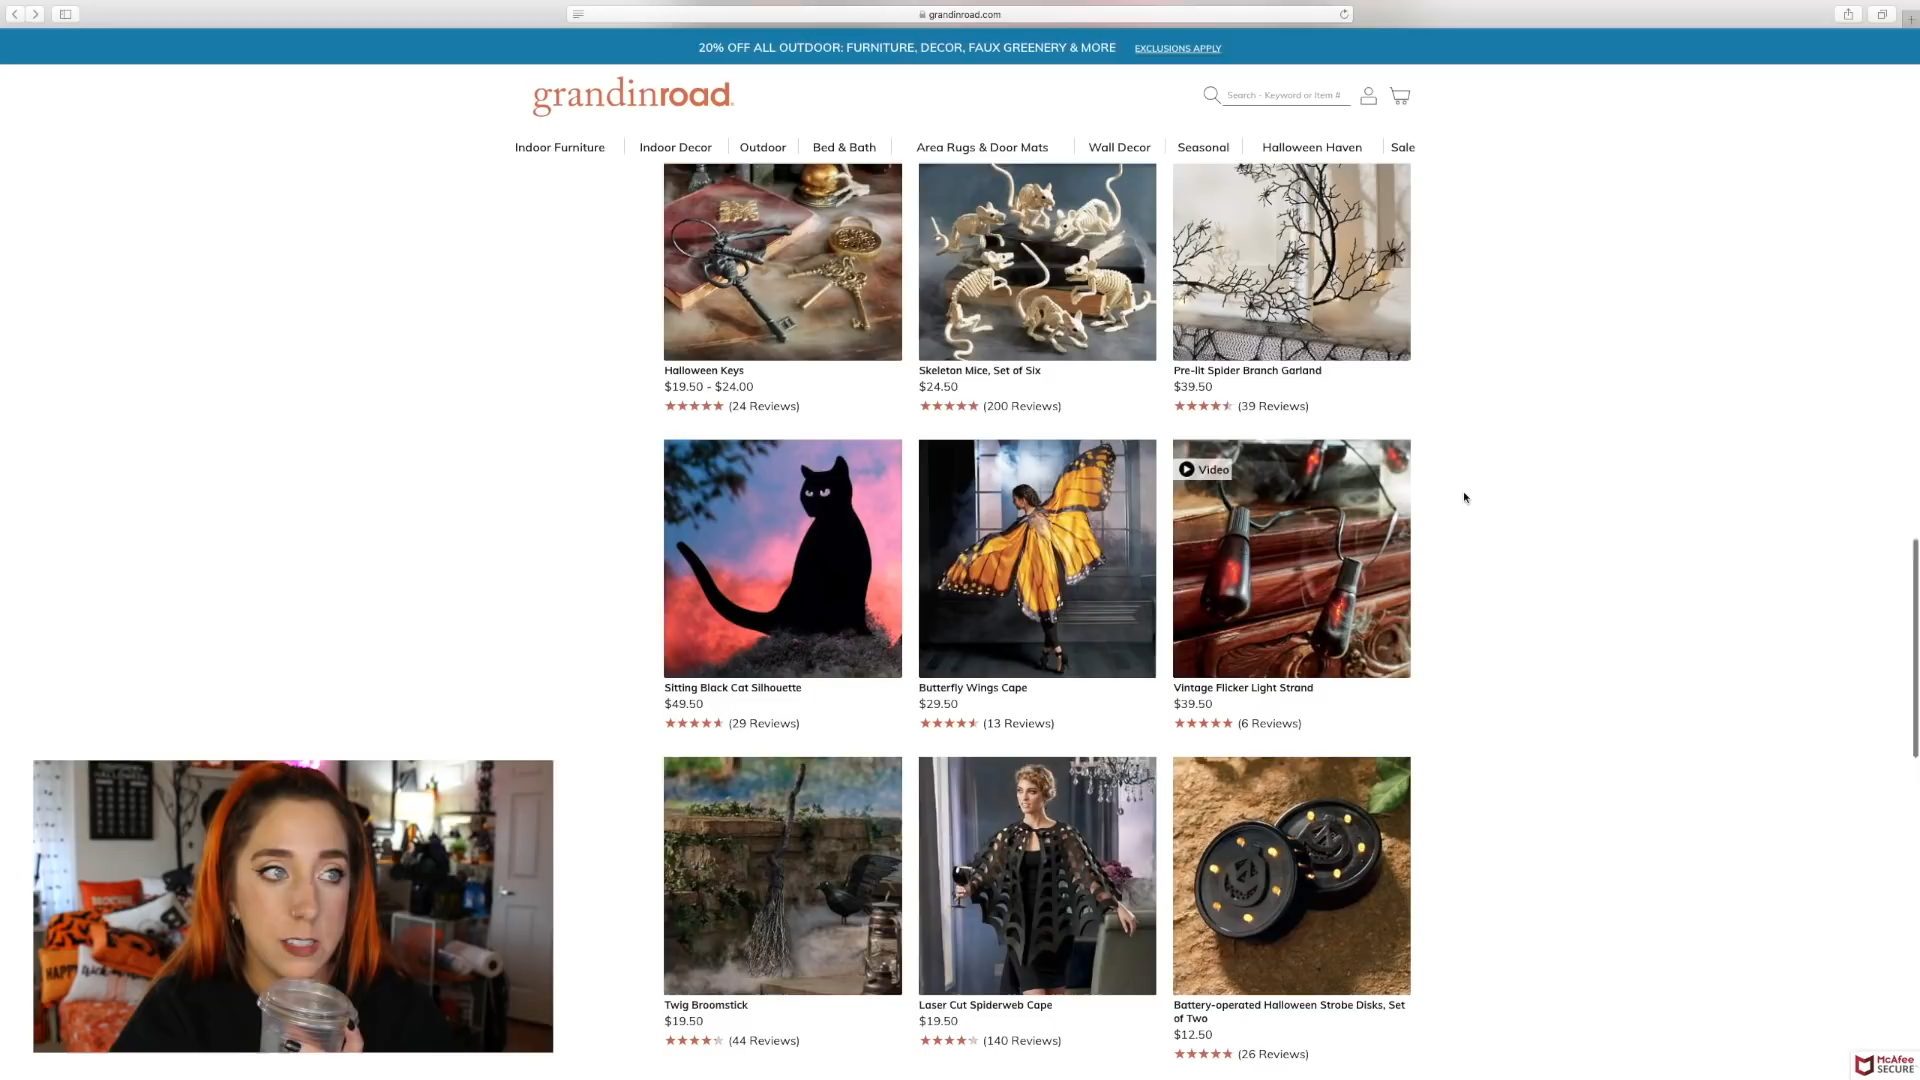 grandinroad.com
20% OFF ALL OUTDOOR: FURNITURE, DECOR, FAUX GREENERY & MORE EXCLUSIONS APPLY
grandinroad
Search - Keyword or Item #
Indoor Furniture
Indoor Decor
Outdoor
Bed & Bath
Area Rugs & Door Mats
Wall Decor
Seasonal
Halloween Haven
Sale
Halloween Keys
$19.50 - $24.00
(24 Reviews)
Skeleton Mice, Set of Six
$24.50
(200 Reviews)
Pre-lit Spider Branch Garland
$39.50
(39 Reviews)
Video
Sitting Black Cat Silhouette
$49.50
(29 Reviews)
Butterfly Wings Cape
$29.50
(13 Reviews)
Vintage Flicker Light Strand
$39.50
(6 Reviews)
Twig Broomstick
$19.50
(44 Reviews)
Laser Cut Spiderweb Cape
$19.50
(140 Reviews)
Battery-operated Halloween Strobe Disks, Set
of Two
$12.50
(26 Reviews)
HALLOWEEN
HAPP
McAfee
SECURE